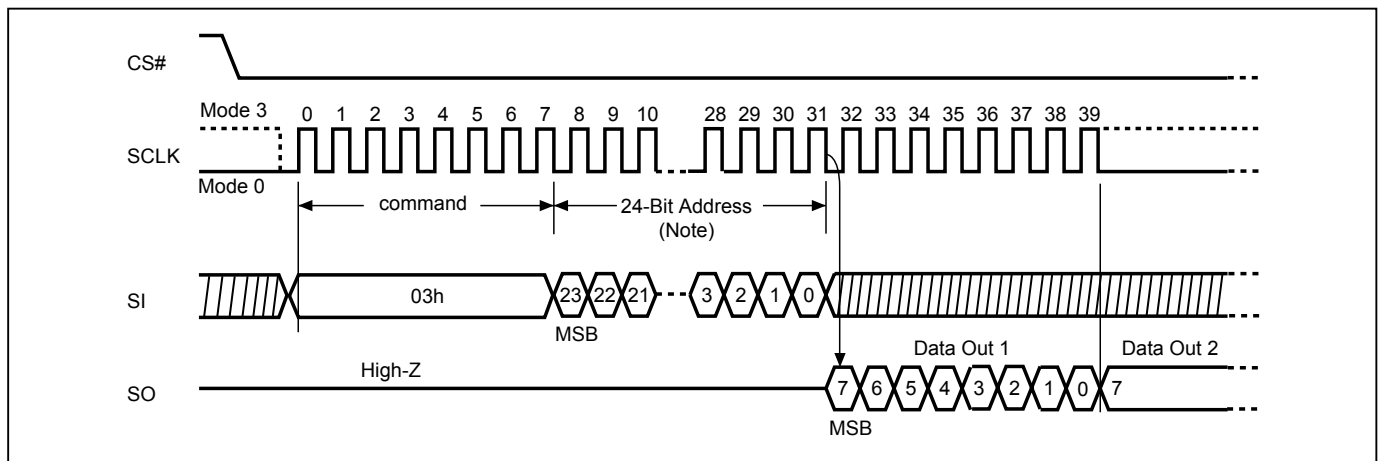 CS#
Mode 3
0 1 2 3 4 5 6 7 8 9 10 28 29 30 31 32 33 34 35 36 37 38 39
SCLK
Mode 0
command
24-Bit Address
(Note)
SI
03h
23 22 21 3 2 1 0
MSB
Data Out 1
Data Out 2
High-Z
SO
7 6 5 4 3 2 1 0 7
MSB